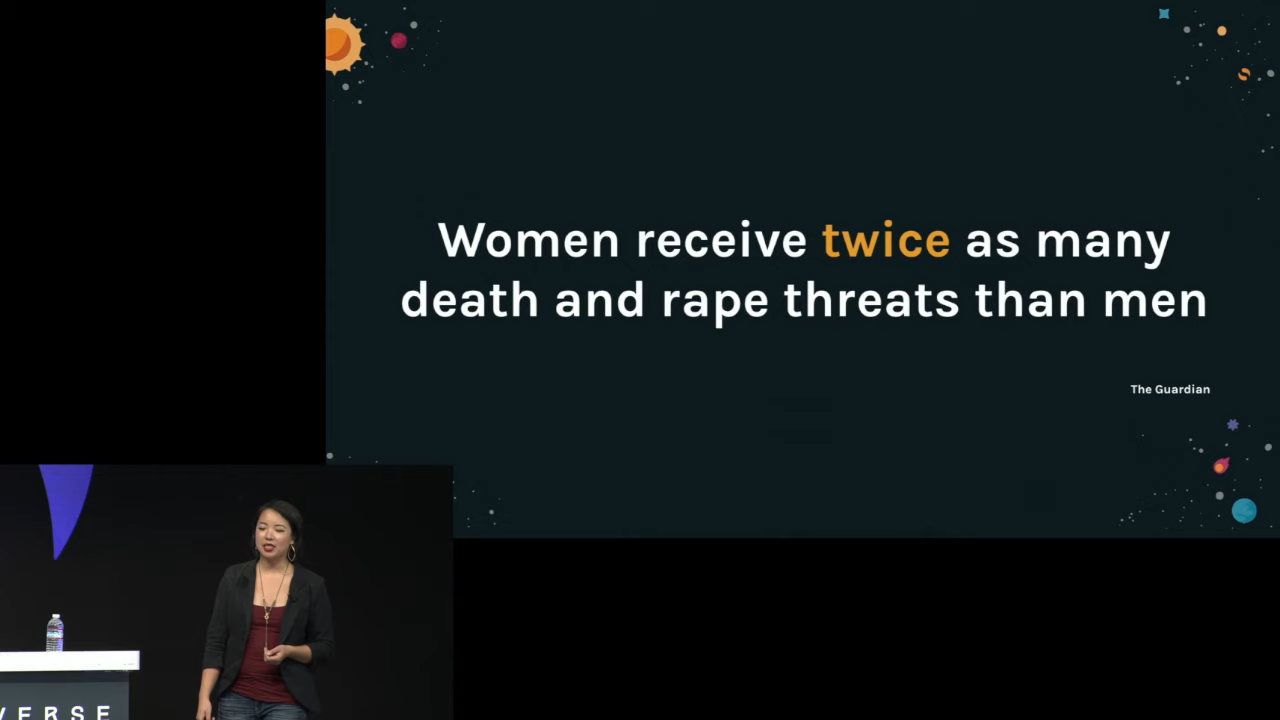 Women receive twice as many
death and rape threats than men
The Guardian
VERSE